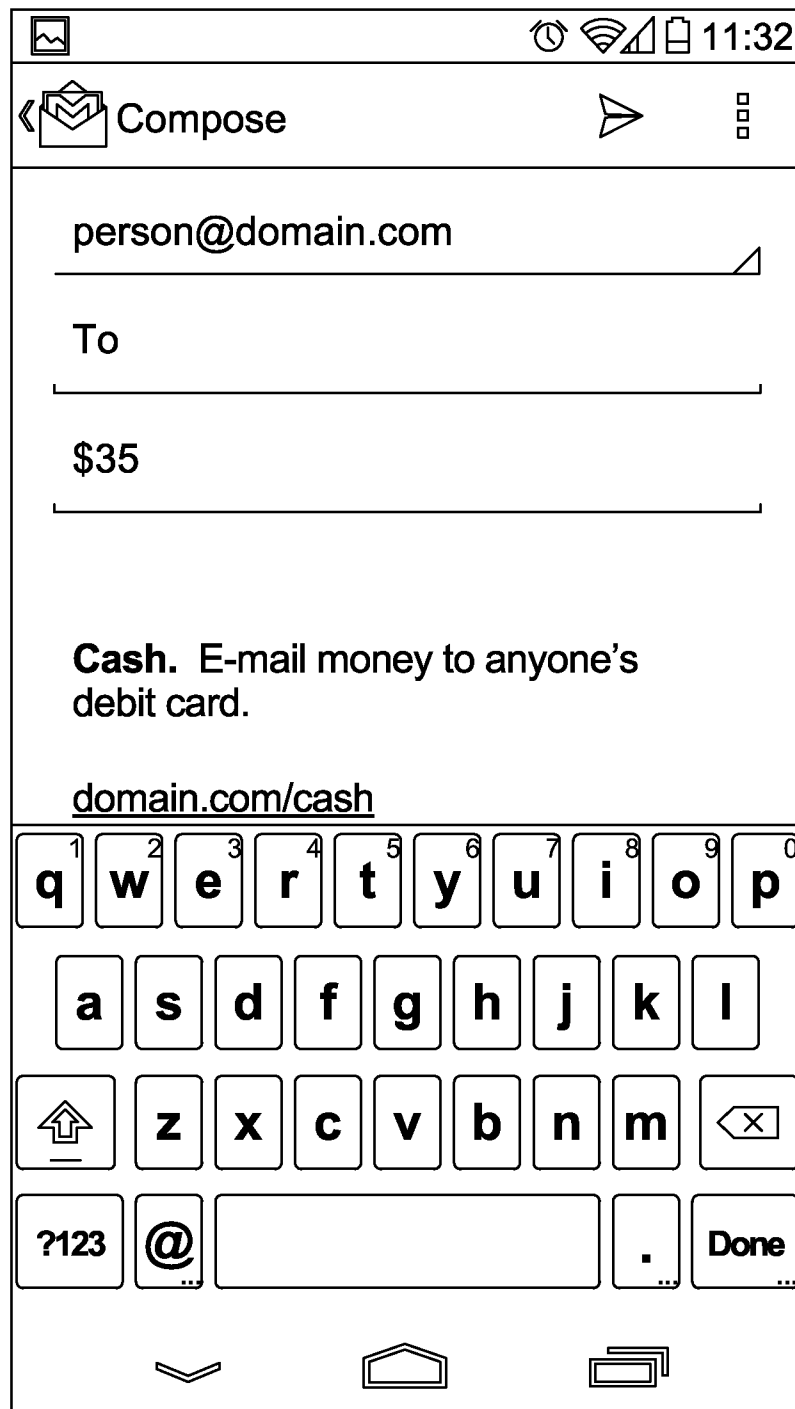 11:32
Compose
person@domain.com
To
$35
Cash. E-mail money to anyone's
debit card.
domain.com/cash
1 2 3 4 5 6 7 8 9 0
q w e r t y u i o p
a s d f g h j k l
z x c v b n m
?123 @ . Done